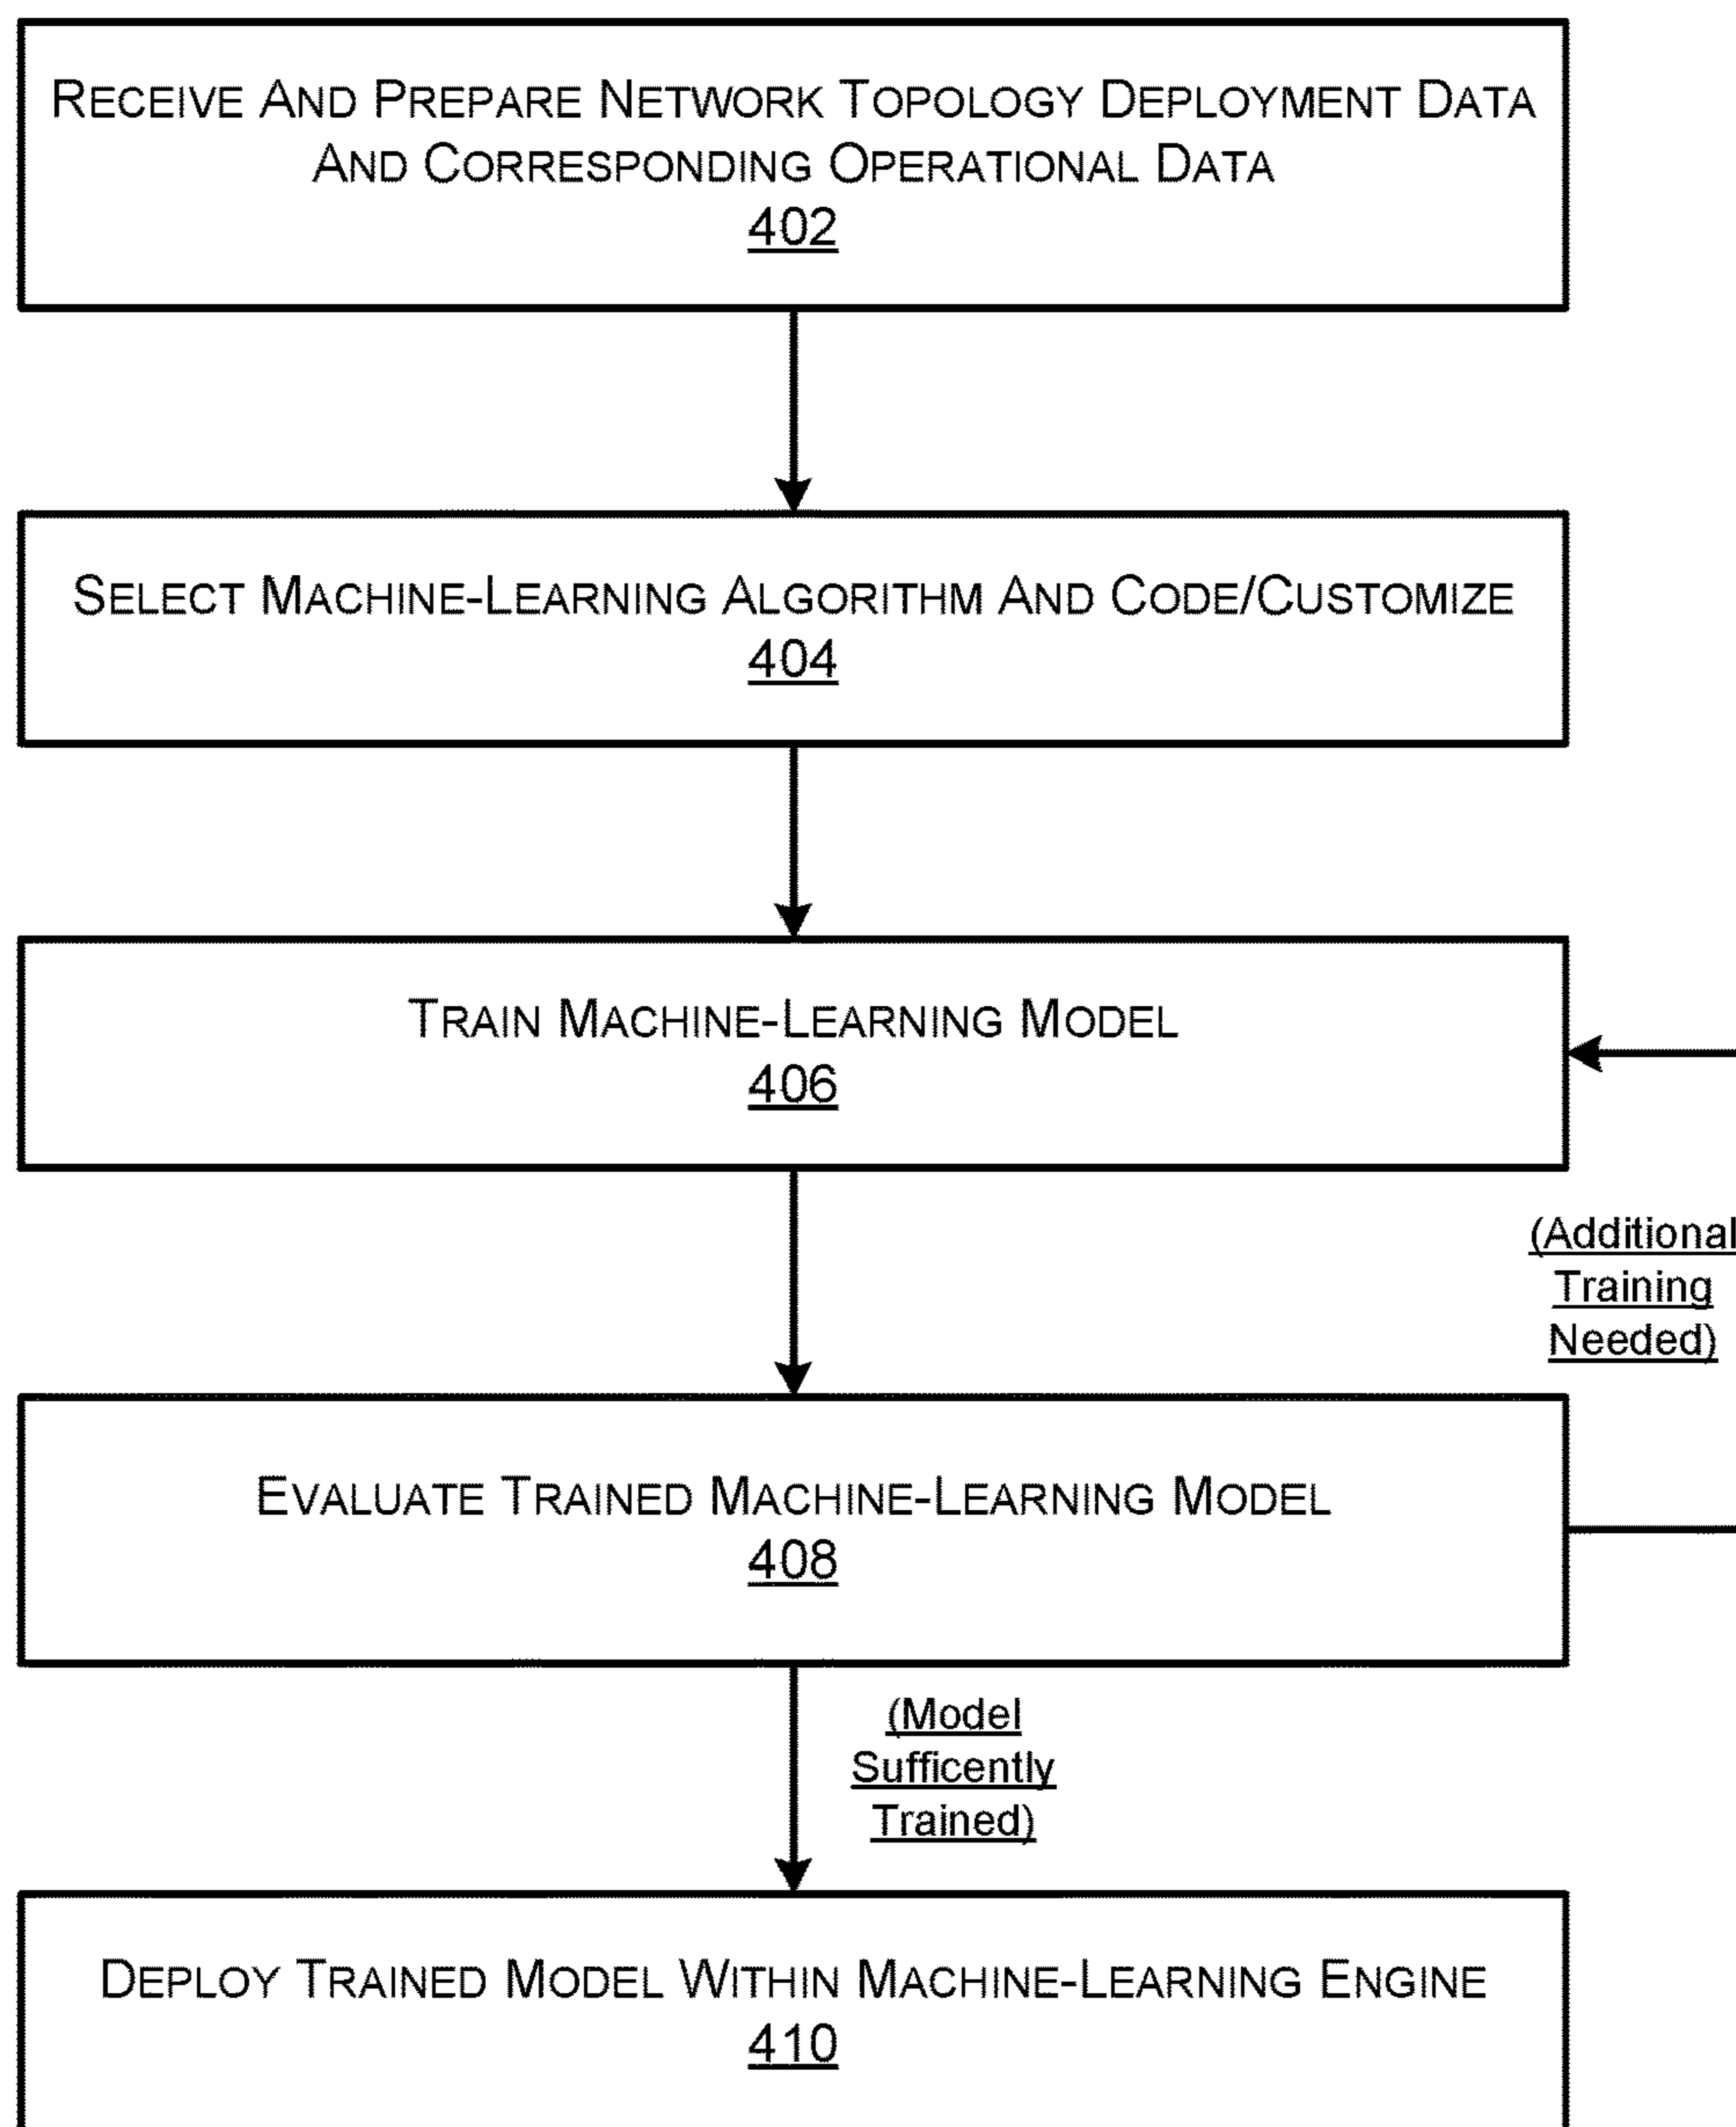 RECEIVE AND PREPARE NETWORK TOPOLOGY DEPLOYMENT DATA
AND CORRESPONDING OPERATIONAL DATA
402
SELECT MACHINE-LEARNING ALGORITHM AND CODE/CUSTOMIZE
404
TRAIN MACHINE-LEARNING MODEL
406
(Additional
Training
Needed)
EVALUATE TRAINED MACHINE-LEARNING MODEL
408
(Model
Sufficently
Trained)
DEPLOY TRAINED MODEL WITHIN MACHINE-LEARNING ENGINE
410